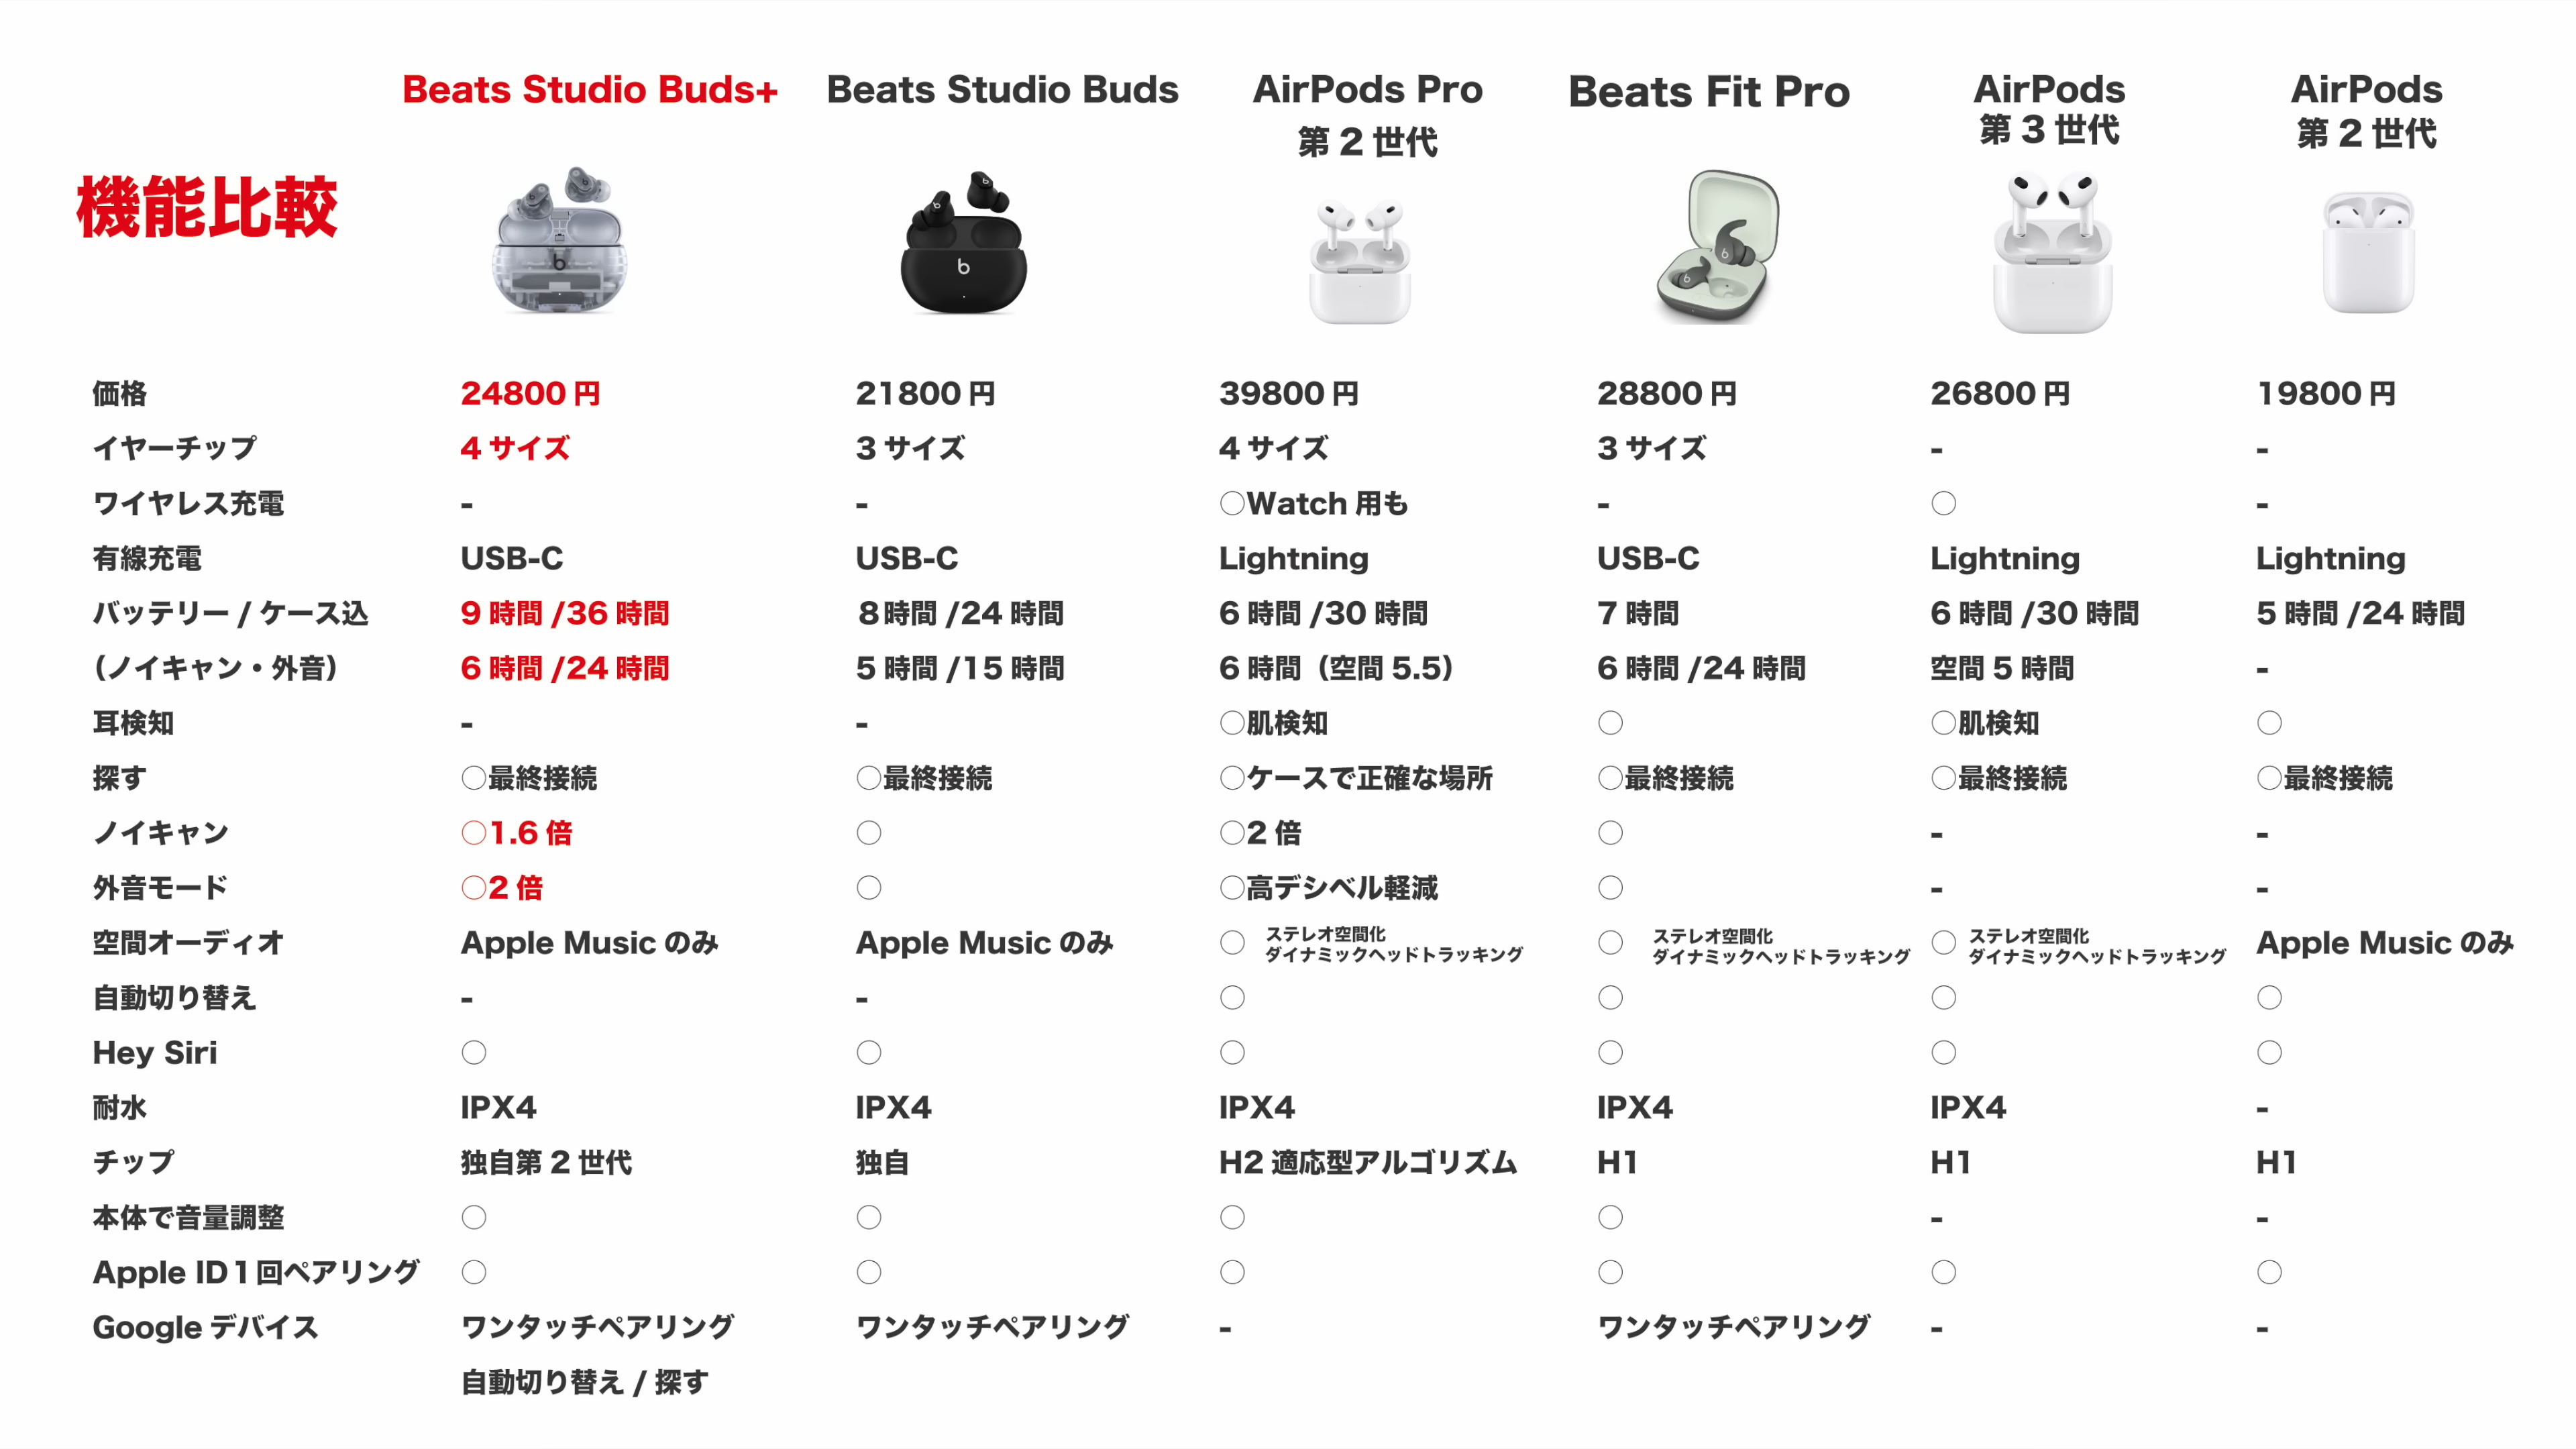 Beats Studio Buds+ Beats Studio Buds AirPods Pro Beats Fit Pro AirPods AirPods
第2世代 第3世代 第2世代
機能比較
価格 24800円 21800円 39800円 28800円 26800円 19800円
イヤーチップ 4サイズ 3サイズ 4サイズ 3サイズ - -
ワイヤレス充電 - - ○Watch用も - ○ -
有線充電 USB-C USB-C Lightning USB-C Lightning Lightning
バッテリー/ケース込 9時間/36時間 8時間/24時間 6時間/30時間 7時間 6時間/30時間 5時間/24時間
(ノイキャン・外音) 6時間/24時間 5時間/15時間 6時間(空間5.5) 6時間/24時間 空間5時間 -
耳検知 - - ○肌検知 ○ ○肌検知 ○
探す ○最終接続 ○最終接続 ○ケースで正確な場所 ○最終接続 ○最終接続 ○最終接続
ノイキャン ○1.6倍 ○ ○2倍 ○ - -
外音モード ○2倍 ○ ○高デシベル軽減 ○ - -
空間オーディオ Apple Musicのみ Apple Musicのみ ○ ステレオ空間化 ダイナミックヘッドトラッキング ○ ステレオ空間化 ダイナミックヘッドトラッキング ○ ステレオ空間化 ダイナミックヘッドトラッキング Apple Musicのみ
自動切り替え - - ○ ○ ○ ○
Hey Siri ○ ○ ○ ○ ○ ○
耐水 IPX4 IPX4 IPX4 IPX4 IPX4 -
チップ 独自第2世代 独自 H2適応型アルゴリズム H1 H1 H1
本体で音量調整 ○ ○ ○ ○ - -
Apple ID1回ペアリング ○ ○ ○ ○ ○ ○
Googleデバイス ワンタッチペアリング ワンタッチペアリング - ワンタッチペアリング - -
自動切り替え/探す